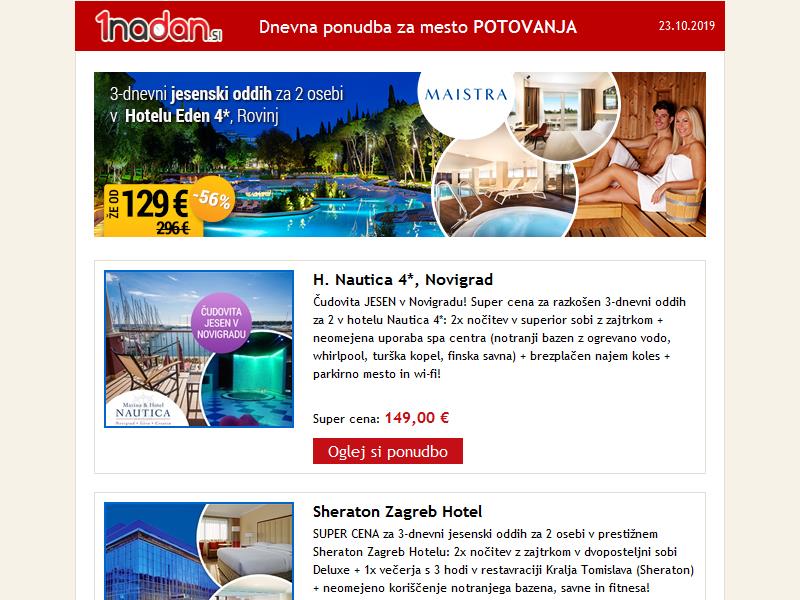 1nadan.si
Dnevna ponudba za mesto POTOVANJA
23.10.2019
3-dnevni jesenski oddih za 2 osebi
v Hotelu Eden 4*, Rovinj
MAISTRA
ŽE OD
129 €
-56%
296 €
H. Nautica 4*, Novigrad
Čudovita JESEN v Novigradu! Super cena za razkošen 3-dnevni oddih
za 2 v hotelu Nautica 4*: 2x nočitev v superior sobi z zajtrkom +
neomejena uporaba spa centra (notranji bazen z ogrevano vodo,
whirlpool, turška kopel, finska savna) + brezplačen najem koles +
parkirno mesto in wi-fi!
ČUDOVITA
JESEN V
NOVIGRADU
Marina & Hotel
NAUTICA
Super cena: 149,00 €
Oglej si ponudbo
Sheraton Zagreb Hotel
SUPER CENA za 3-dnevni jesenski oddih za 2 osebi v prestižnem
Sheraton Zagreb Hotelu: 2x nočitev z zajtrkom v dvoposteljni sobi
Deluxe + 1x večerja s 3 hodi v restavraciji Kralja Tomislava (Sheraton)
+ neomejeno koriščenje notranjega bazena, savne in fitnesa!